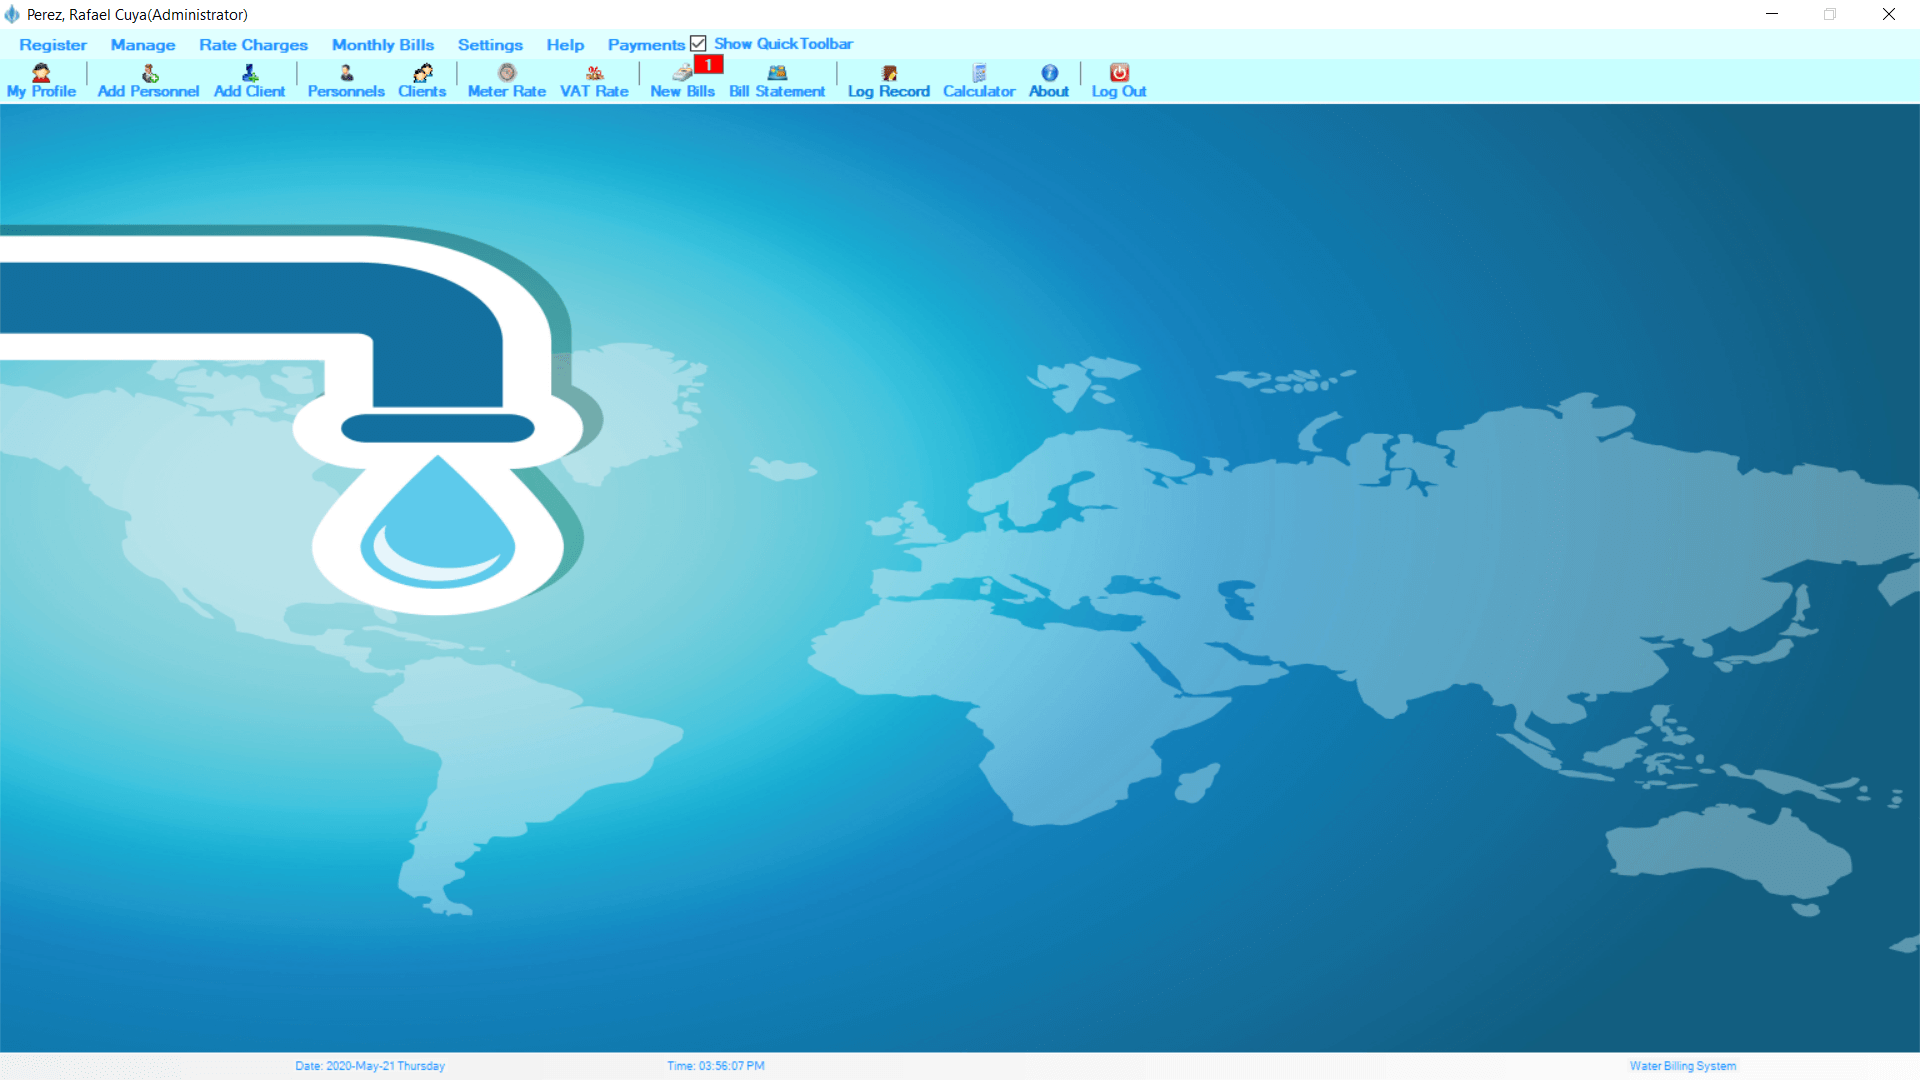 Perez, Rafael Cuya(Administrator)
Register Manage Rate Charges Monthly Bills Settings Help Payments Show QuickToolbar
1
My Profile Add Personnel Add Client Personnels Clients Meter Rate VAT Rate New Bills Bill Statement Log Record Calculator About Log Out
Date: 2020-May-21 Thursday Time: 03:56:07 PM Water Billing System